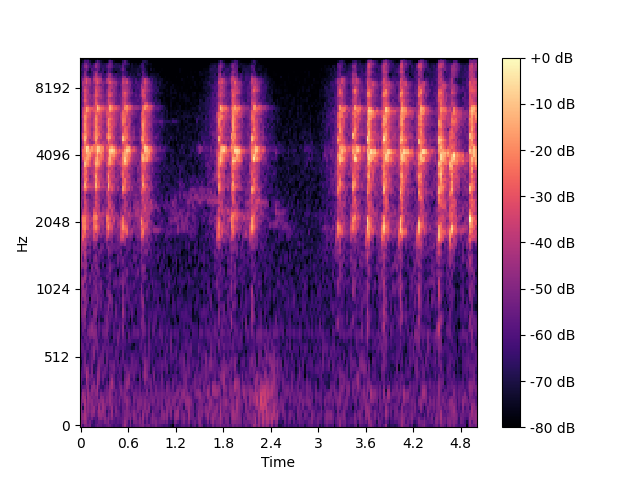 +0 dB
8192
-10 dB
4096
-20 dB
-30 dB
2048
Hz
-40 dB
1024
-50 dB
-60 dB
512
-70 dB
0
-80 dB
0 0.6 1.2 1.8 2.4 3 3.6 4.2 4.8
Time